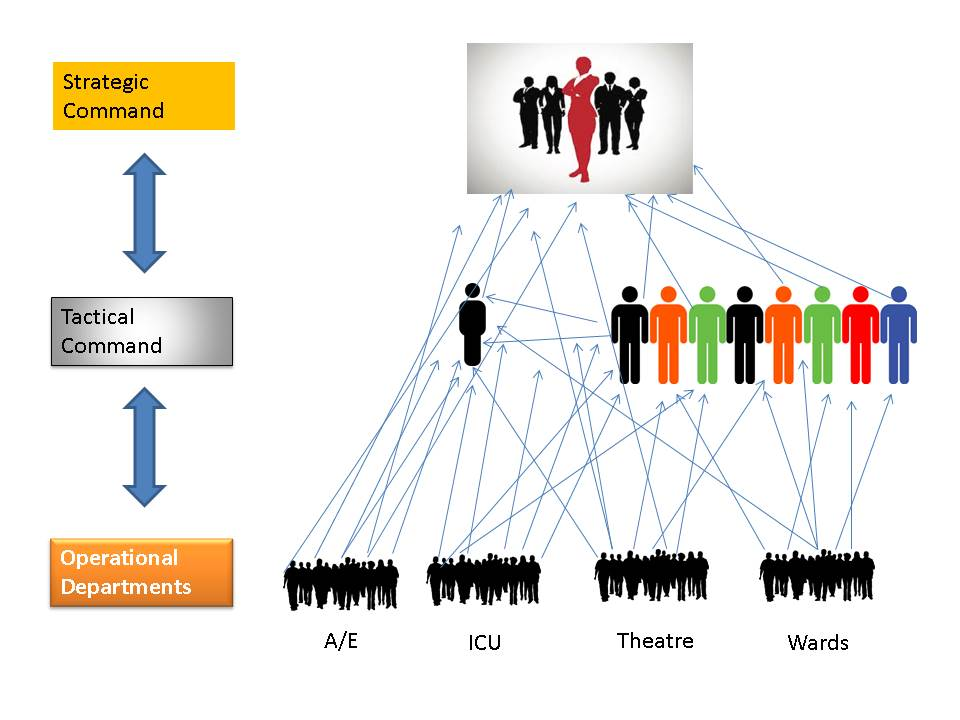 Strategic
Command
Tactical
Command
Operational
Departments
A/E
ICU
Theatre
Wards